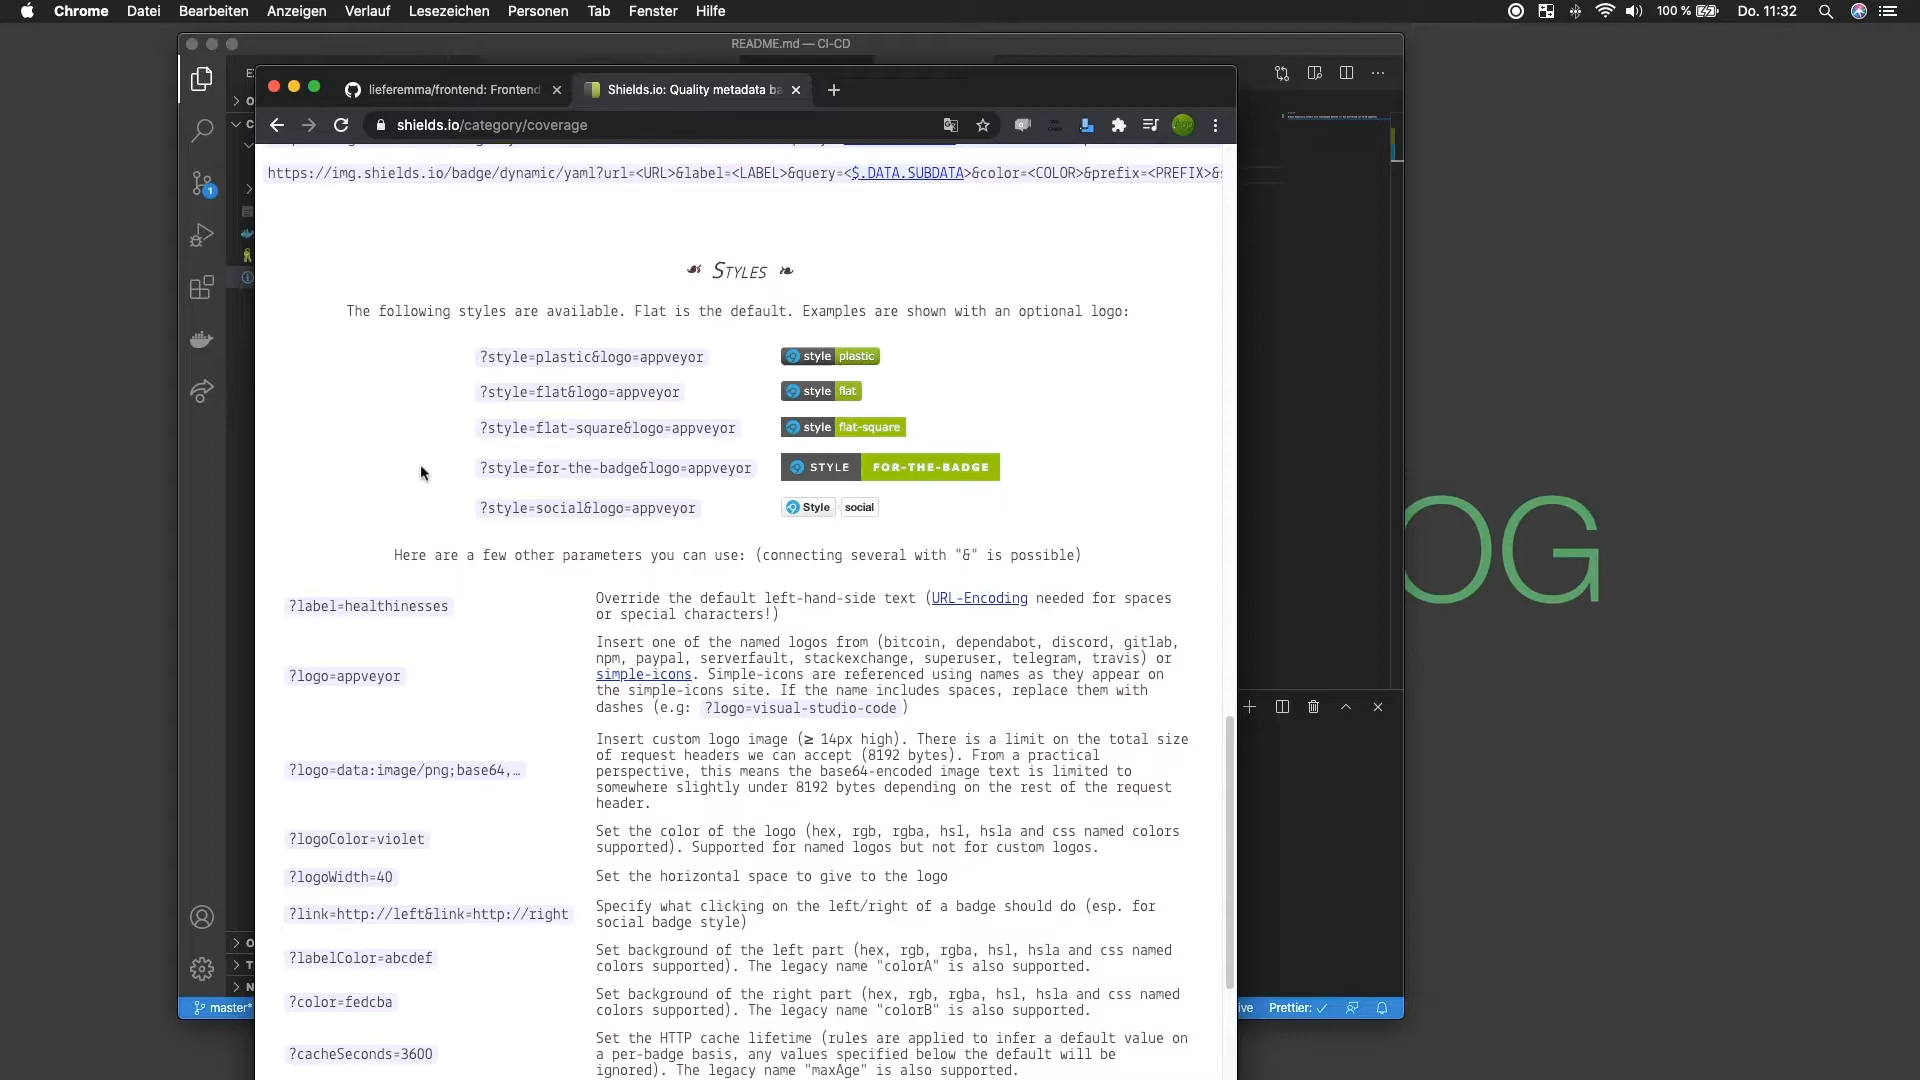 Chrome Datei Bearbeiten Anzeigen Verlauf Lesezeichen Personen Tab Fenster Hilfe 100 % Do. 11:32
README.md — CI-CD
lieferemma/frontend: Frontend
Shields.io: Quality metadata ba
shields.io/category/coverage
https://img.shields.io/badge/dynamic/yaml?url=<URL>&label=<LABEL>&query=<$.DATA.SUBDATA>&color=<COLOR>&prefix=<PREFIX>&
1
☙ Styles ❧
The following styles are available. Flat is the default. Examples are shown with an optional logo:
?style=plastic&logo=appveyor style plastic
?style=flat&logo=appveyor style flat
?style=flat-square&logo=appveyor style flat-square
?style=for-the-badge&logo=appveyor STYLE FOR-THE-BADGE
?style=social&logo=appveyor Style social
OG
Here are a few other parameters you can use: (connecting several with "&" is possible)
?label=healthinesses
Override the default left-hand-side text (URL-Encoding needed for spaces
or special characters!)
?logo=appveyor
Insert one of the named logos from (bitcoin, dependabot, discord, gitlab,
npm, paypal, serverfault, stackexchange, superuser, telegram, travis) or
simple-icons. Simple-icons are referenced using names as they appear on
the simple-icons site. If the name includes spaces, replace them with
dashes (e.g: ?logo=visual-studio-code)
?logo=data:image/png;base64,…
Insert custom logo image (≥ 14px high). There is a limit on the total size
of request headers we can accept (8192 bytes). From a practical
perspective, this means the base64-encoded image text is limited to
somewhere slightly under 8192 bytes depending on the rest of the request
header.
?logoColor=violet
Set the color of the logo (hex, rgb, rgba, hsl, hsla and css named colors
supported). Supported for named logos but not for custom logos.
?logoWidth=40
Set the horizontal space to give to the logo
?link=http://left&link=http://right
Specify what clicking on the left/right of a badge should do (esp. for
social badge style)
?labelColor=abcdef
Set background of the left part (hex, rgb, rgba, hsl, hsla and css named
colors supported). The legacy name "colorA" is also supported.
?color=fedcba
Set background of the right part (hex, rgb, rgba, hsl, hsla and css named
colors supported). The legacy name "colorB" is also supported.
?cacheSeconds=3600
Set the HTTP cache lifetime (rules are applied to infer a default value on
a per-badge basis, any values specified below the default will be
ignored). The legacy name "maxAge" is also supported.
master*
ive Prettier: ✓